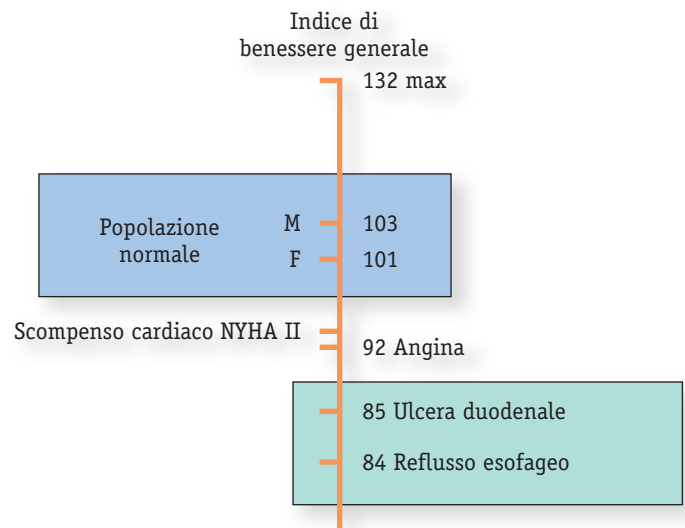 Indice di
benessere generale
132 max
Popolazione
normale
M 103
F 101
Scompenso cardiaco NYHA II
92 Angina
85 Ulcera duodenale
84 Reflusso esofageo